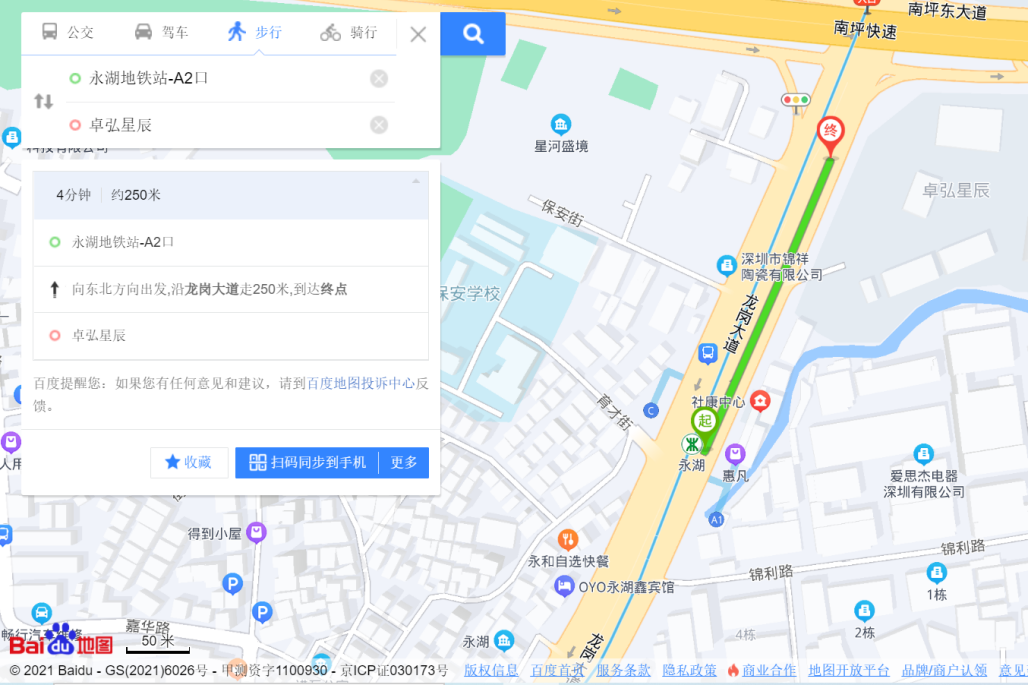 公交
驾车
步行
骑行
永湖地铁站-A2口
卓弘星辰
4分钟
约250米
永湖地铁站-A2口
向东北方向出发,沿龙岗大道走250米,到达终点
卓弘星辰
百度提醒您：如果您有任何意见和建议，请到百度地图投诉中心反
馈。
收藏
扫码同步到手机
更多
南坪东大道
南坪快速
星河盛境
终
卓弘星辰
保安街
深圳市锦祥
陶瓷有限公司
保安学校
龙岗大道
社康中心
育才街
C
起
永湖
惠凡
爱思杰电器
深圳有限公司
A1
得到小屋
永和自选快餐
锦利路
锦利路
OYO永湖鑫宾馆
P
P
1栋
2栋
4栋
嘉华路
永湖
龙岗
50 米
Bai du 地图
© 2021 Baidu - GS(2021)6026号 - 甲测资字1100930 - 京ICP证030173号
版权信息
百度首页
服务条款
隐私政策
商业合作
地图开放平台
品牌/商户认领
意见